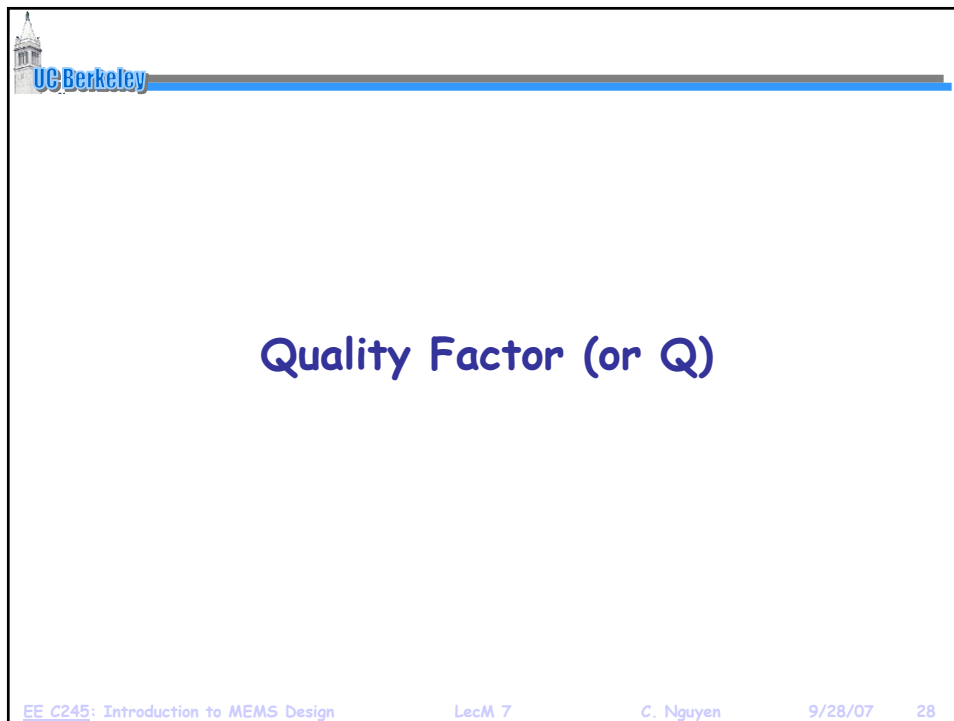 UC Berkeley
Quality Factor (or Q)
EE C245: Introduction to MEMS Design LecM 7 C. Nguyen 9/28/07 28